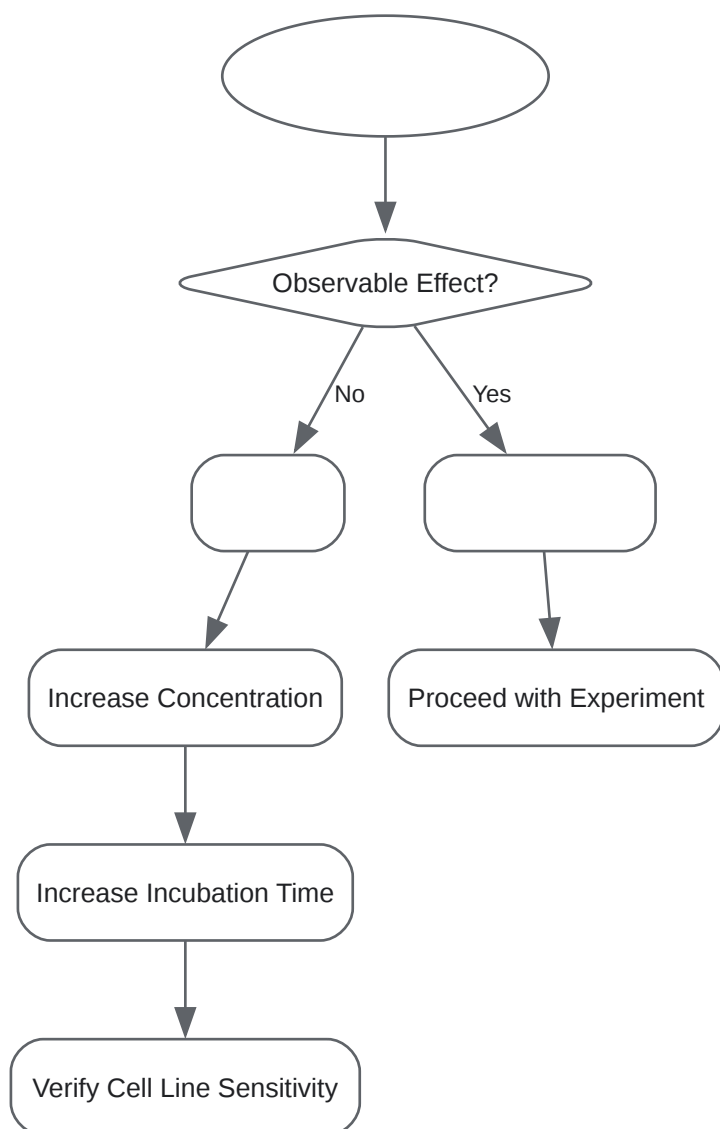 Observable Effect?
No
Yes
Increase Concentration
Proceed with Experiment
Increase Incubation Time
Verify Cell Line Sensitivity